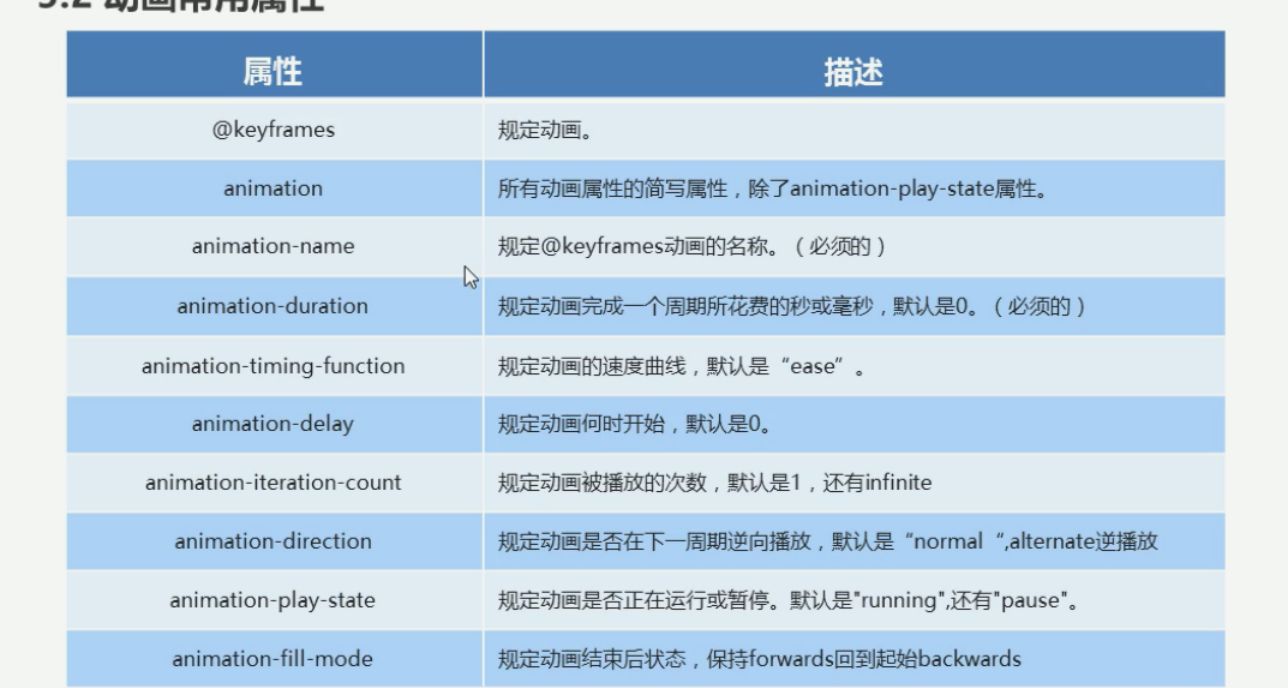 5.2 动画常用属性
属性 描述
@keyframes 规定动画。
animation 所有动画属性的简写属性，除了animation-play-state属性。
animation-name 规定@keyframes动画的名称。（必须的）
animation-duration 规定动画完成一个周期所花费的秒或毫秒，默认是0。（必须的）
animation-timing-function 规定动画的速度曲线，默认是“ease”。
animation-delay 规定动画何时开始，默认是0。
animation-iteration-count 规定动画被播放的次数，默认是1，还有infinite
animation-direction 规定动画是否在下一周期逆向播放，默认是“normal “,alternate逆播放
animation-play-state 规定动画是否正在运行或暂停。默认是"running",还有"pause"。
animation-fill-mode 规定动画结束后状态，保持forwards回到起始backwards